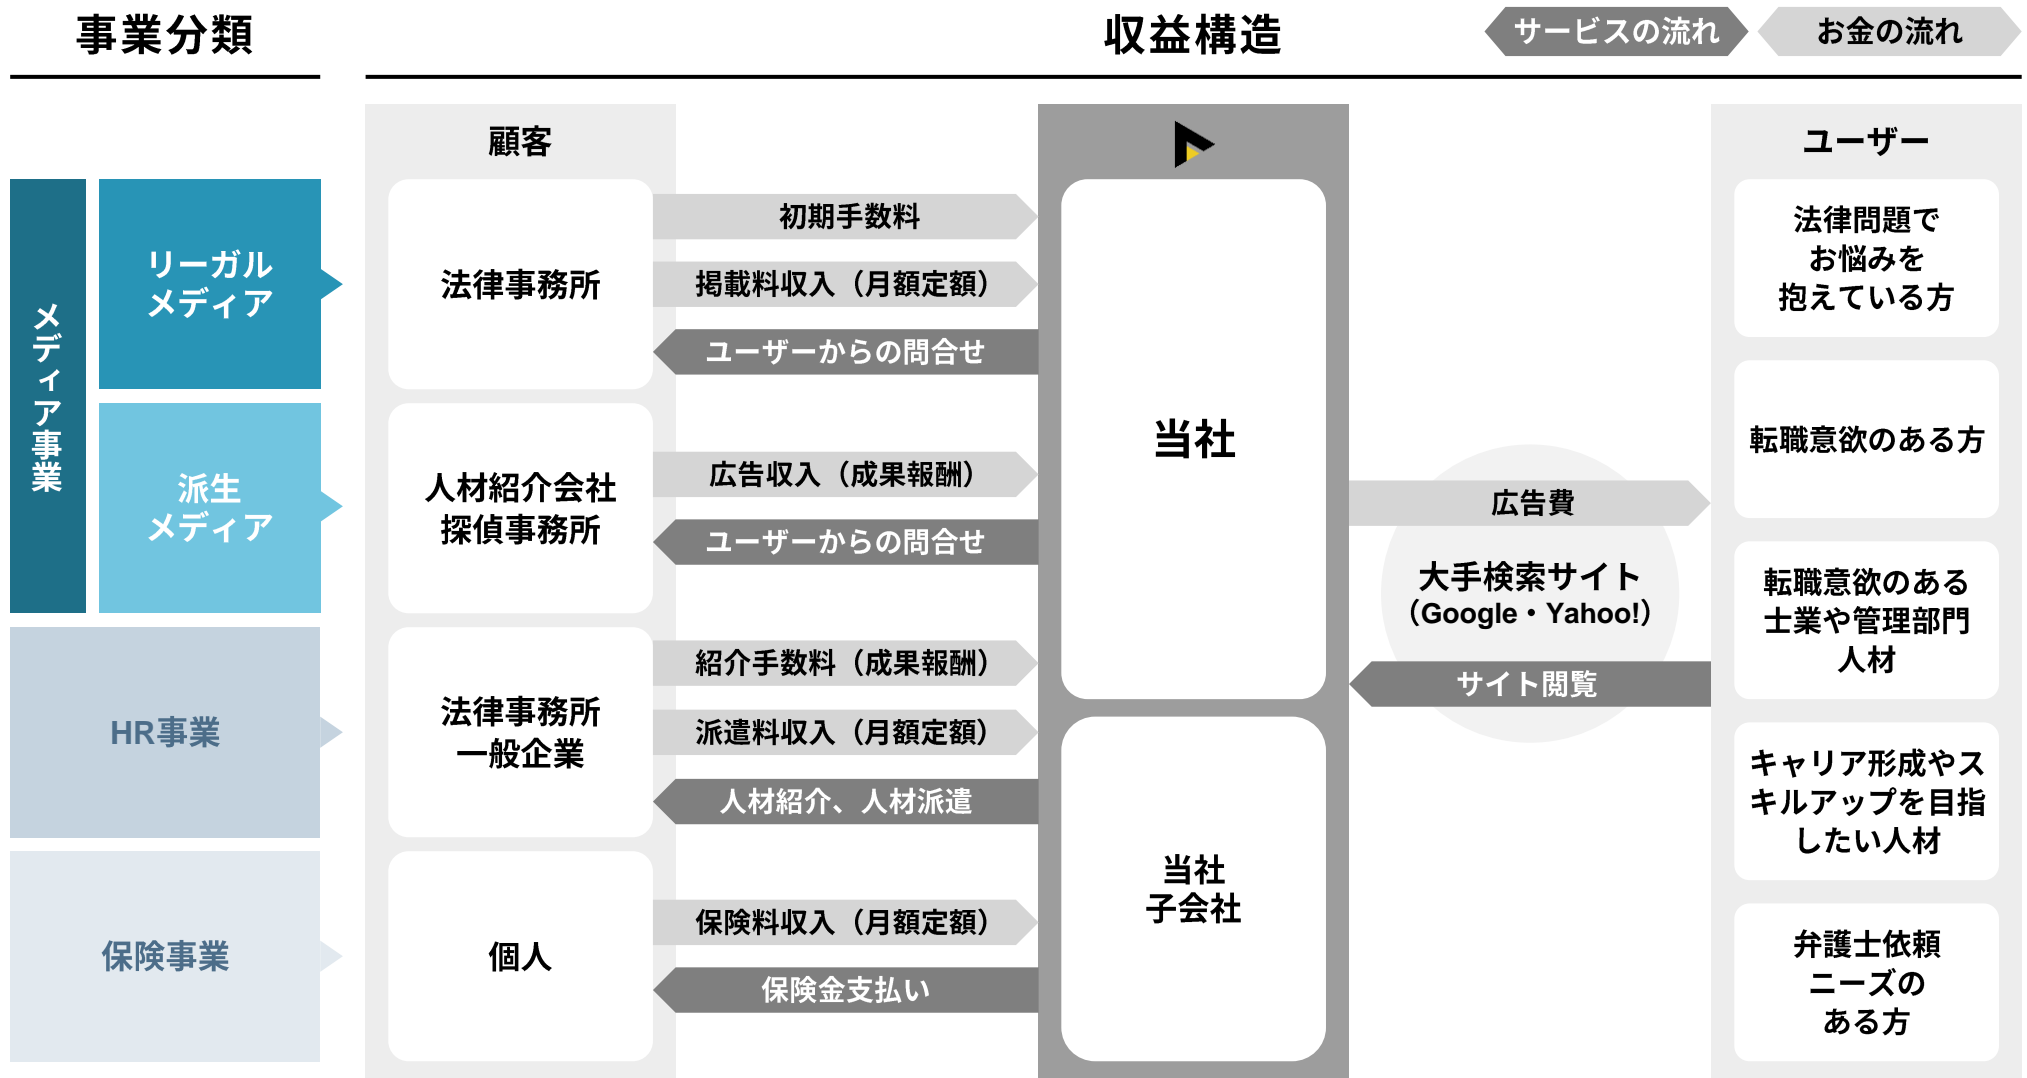 事業分類
収益構造
サービスの流れ
お金の流れ
顧客
ユーザー
メディア事業
リーガル
メディア
法律事務所
初期手数料
掲載料収入（月額定額）
ユーザーからの問合せ
派生
メディア
人材紹介会社
探偵事務所
広告収入（成果報酬）
ユーザーからの問合せ
HR事業
法律事務所
一般企業
紹介手数料（成果報酬）
派遣料収入（月額定額）
人材紹介、人材派遣
保険事業
個人
保険料収入（月額定額）
保険金支払い
当社
当社
子会社
広告費
大手検索サイト
（Google・Yahoo!）
サイト閲覧
法律問題で
お悩みを
抱えている方
転職意欲のある方
転職意欲のある
士業や管理部門
人材
キャリア形成やス
キルアップを目指
したい人材
弁護士依頼
ニーズの
ある方